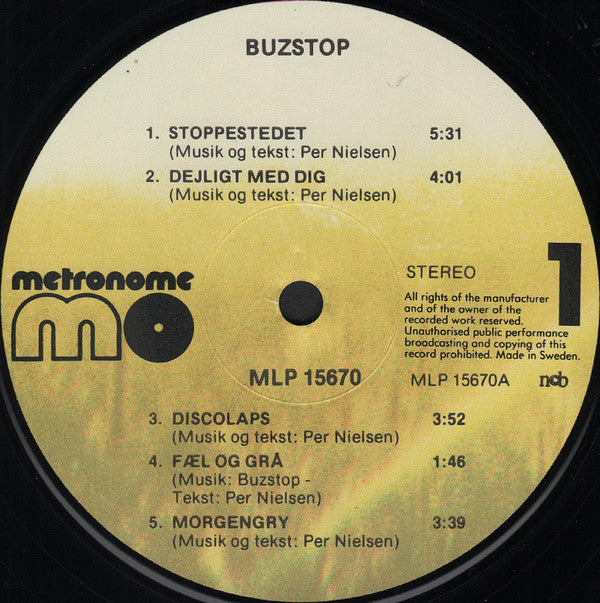 BUZSTOP
1. STOPPESTEDET 5:31
(Musik og tekst: Per Nielsen)
2. DEJLIGT MED DIG 4:01
(Musik og tekst: Per Nielsen)
metronome
mo
STEREO
1
All rights of the manufacturer
and of the owner of the
recorded work reserved.
Unauthorised public performance
broadcasting and copying of this
record prohibited. Made in Sweden.
MLP 15670
MLP 15670A ncb
3. DISCOLAPS 3:52
(Musik og tekst: Per Nielsen)
4. FÆL OG GRÅ 1:46
(Musik: Buzstop -
Tekst: Per Nielsen)
5. MORGENGRY 3:39
(Musik og tekst: Per Nielsen)